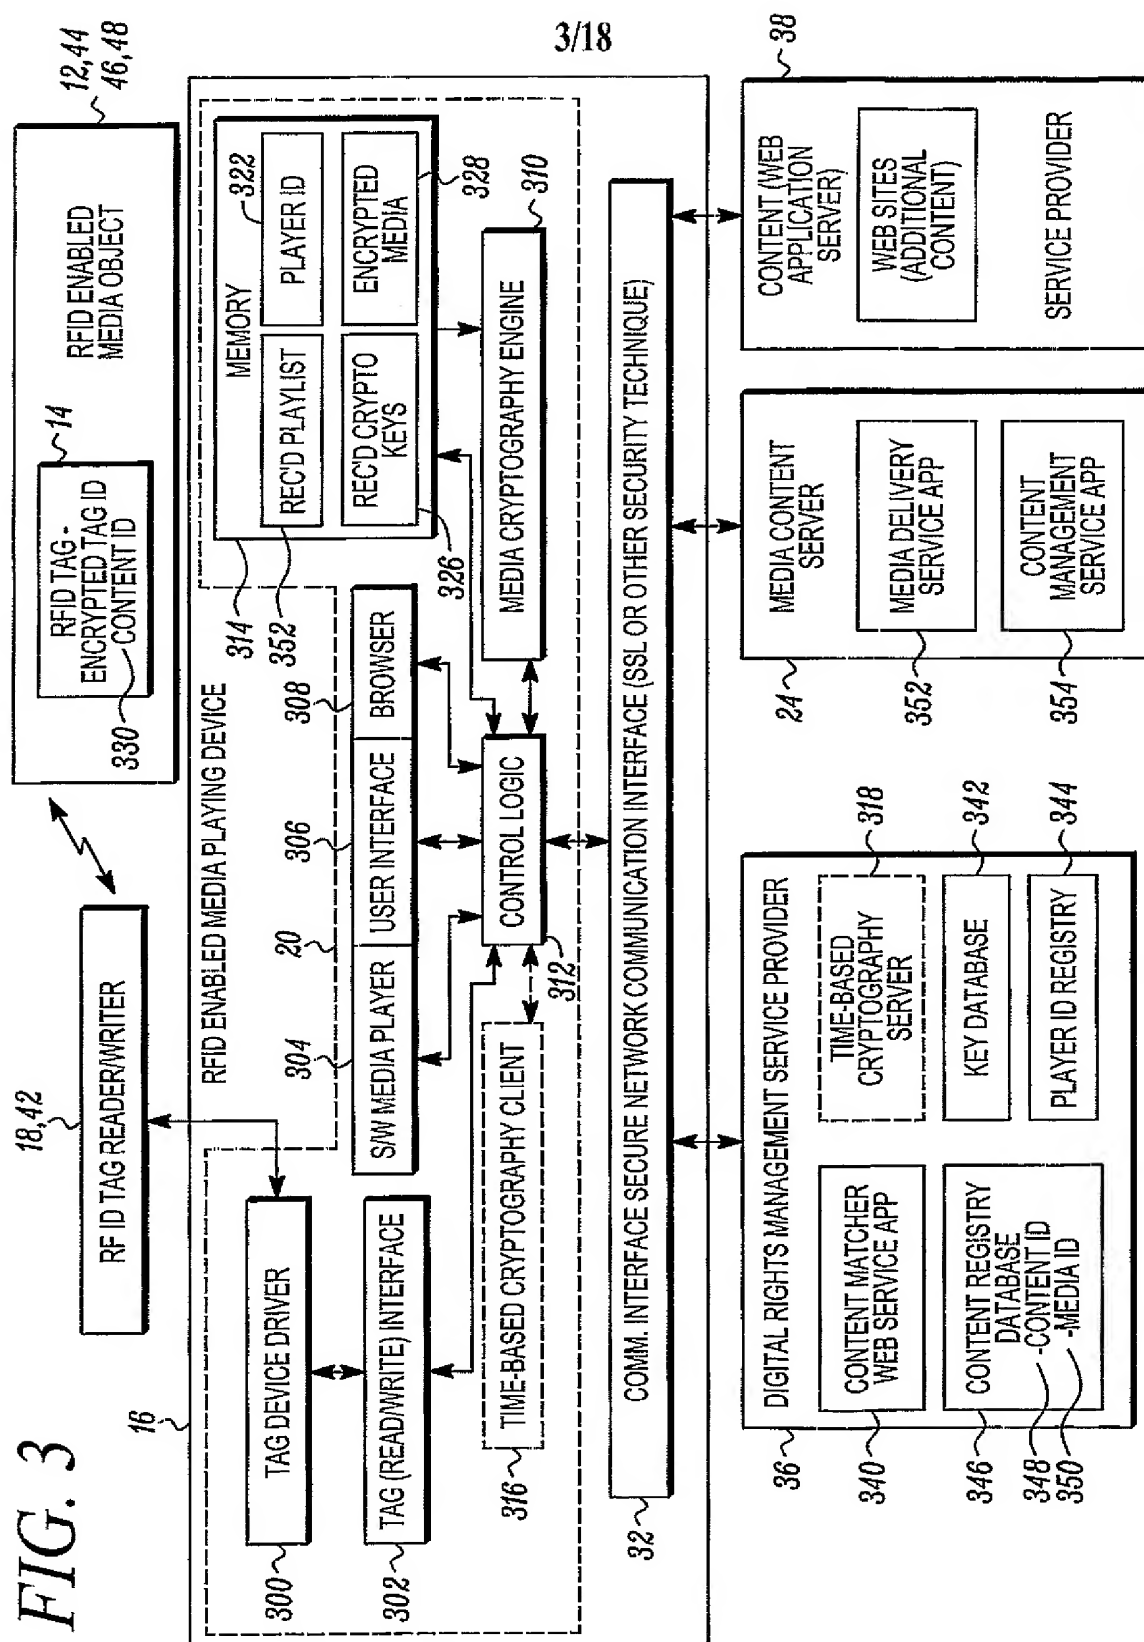 3/18
FIG. 3
18,42
RF ID TAG READER/WRITER
12,44
46,48
RFID ENABLED
MEDIA OBJECT
14
RFID TAG -
ENCRYPTED TAG ID
CONTENT ID
330
16
RFID ENABLED MEDIA PLAYING DEVICE
20
300
TAG DEVICE DRIVER
302
TAG (READ/WRITE) INTERFACE
304
S/W MEDIA PLAYER
306
USER INTERFACE
308
BROWSER
314
MEMORY
352
REC'D PLAYLIST
322
PLAYER ID
326
REC'D CRYPTO
KEYS
328
ENCRYPTED
MEDIA
316
TIME-BASED CRYPTOGRAPHY CLIENT
312
CONTROL LOGIC
310
MEDIA CRYPTOGRAPHY ENGINE
32
COMM. INTERFACE SECURE NETWORK COMMUNICATION INTERFACE (SSL OR OTHER SECURITY TECHNIQUE)
36
DIGITAL RIGHTS MANAGEMENT SERVICE PROVIDER
340
CONTENT MATCHER
WEB SERVICE APP
318
TIME-BASED
CRYPTOGRAPHY
SERVER
346
CONTENT REGISTRY
DATABASE
-CONTENT ID
-MEDIA ID
348
350
342
KEY DATABASE
344
PLAYER ID REGISTRY
24
MEDIA CONTENT
SERVER
352
MEDIA DELIVERY
SERVICE APP
354
CONTENT
MANAGEMENT
SERVICE APP
38
CONTENT (WEB
APPLICATION
SERVER)
WEB SITES
(ADDITIONAL
CONTENT)
SERVICE PROVIDER